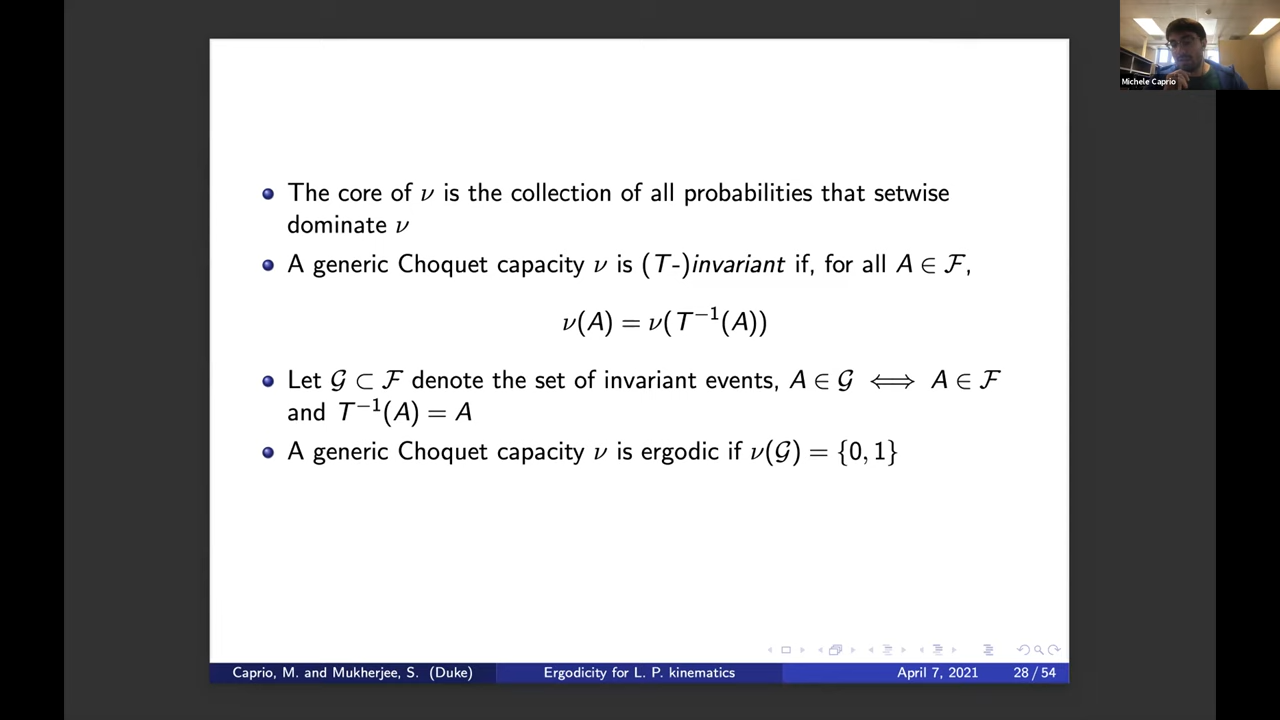 Michele Caprio
The core of ν is the collection of all probabilities that setwise
dominate ν
A generic Choquet capacity ν is (T-)invariant if, for all A ∈ ℱ,
ν(A) = ν(T⁻¹(A))
Let 𝒢 ⊂ ℱ denote the set of invariant events, A ∈ 𝒢 ⟺ A ∈ ℱ
and T⁻¹(A) = A
A generic Choquet capacity ν is ergodic if ν(𝒢) = {0, 1}
Caprio, M. and Mukherjee, S. (Duke) Ergodicity for L. P. kinematics April 7, 2021 28 / 54